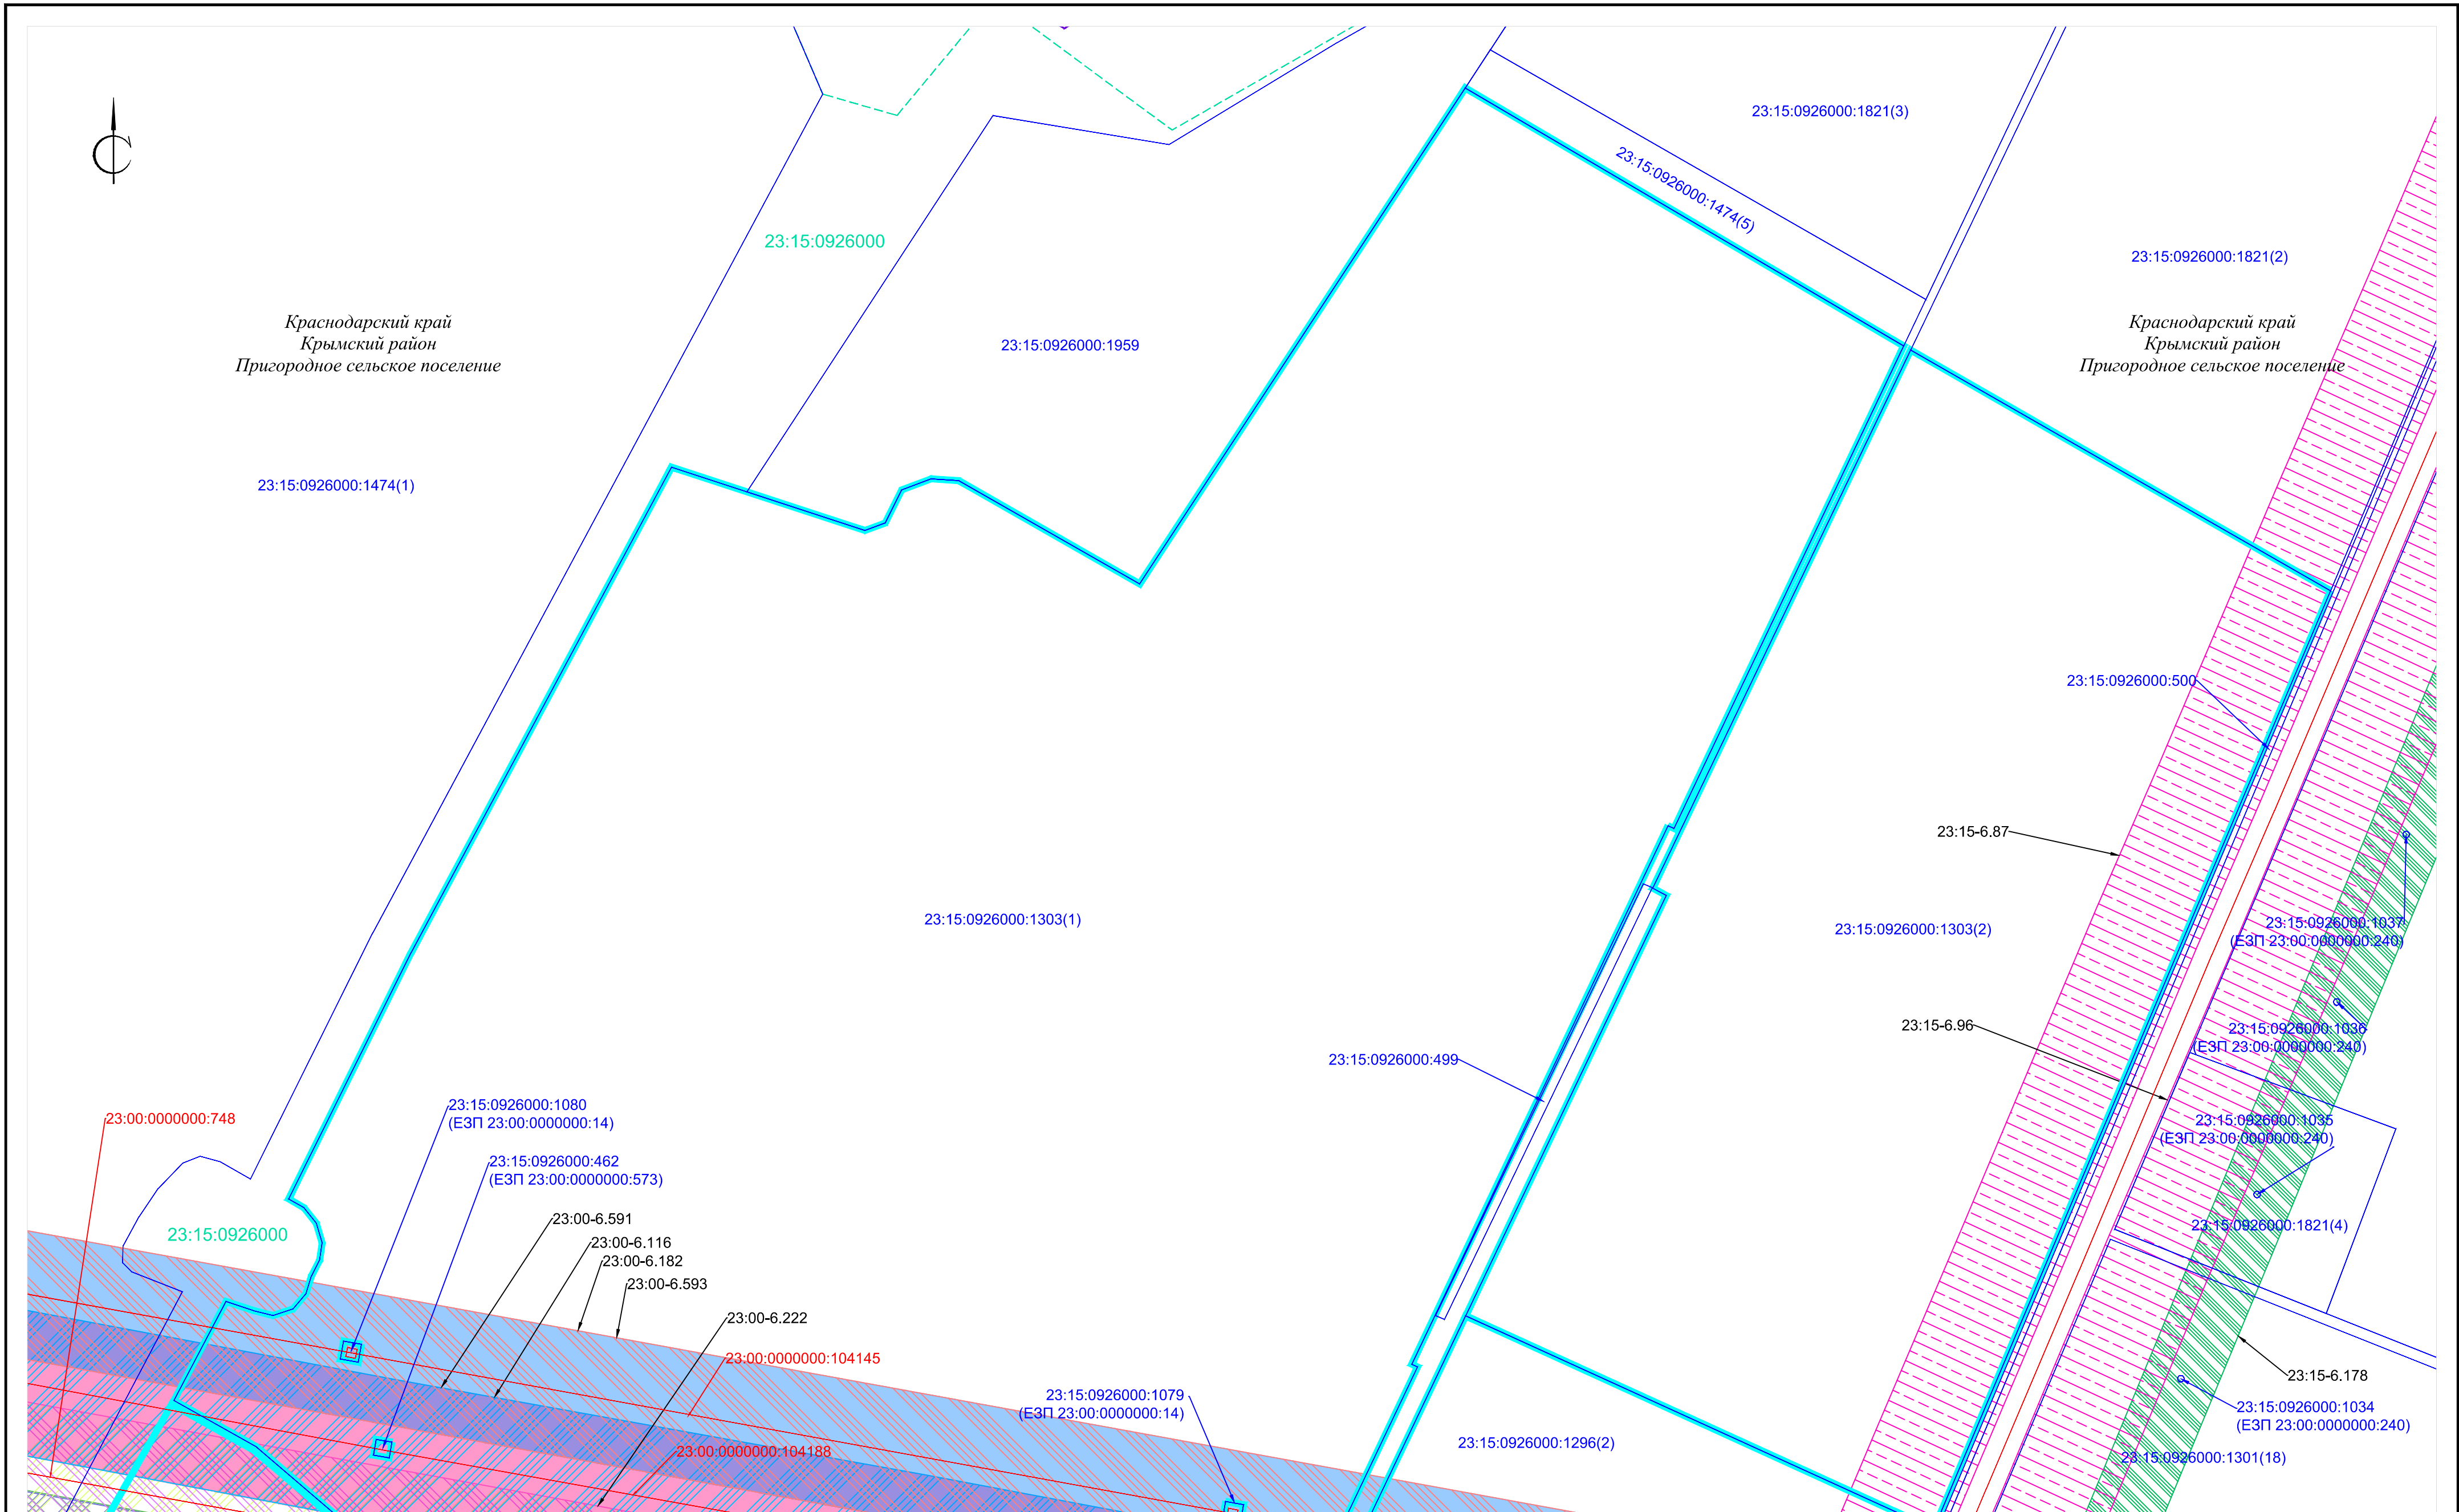 23:15:0926000:1821(3)
23:15:0926000:1474(5)
23:15:0926000
23:15:0926000:1821(2)
Краснодарский край
Крымский район
Пригородное сельское поселение
Краснодарский край
Крымский район
Пригородное сельское поселение
23:15:0926000:1959
23:15:0926000:1474(1)
23:15:0926000:500
23:15-6.87
23:15:0926000:1303(1)
23:15:0926000:1303(2)
23:15:0926000:1037
(ЕЗП 23:00:0000000:240)
23:15-6.96
23:15:0926000:1036
(ЕЗП 23:00:0000000:240)
23:15:0926000:499
23:00:0000000:748
23:15:0926000:1080
(ЕЗП 23:00:0000000:14)
23:15:0926000:1035
(ЕЗП 23:00:0000000:240)
23:15:0926000:462
(ЕЗП 23:00:0000000:573)
23:15:0926000
23:00-6.591
23:15:0926000:1821(4)
23:00-6.116
23:00-6.182
23:00-6.593
23:00-6.222
23:00:0000000:104145
23:15-6.178
23:15:0926000:1079
(ЕЗП 23:00:0000000:14)
23:15:0926000:1034
(ЕЗП 23:00:0000000:240)
23:00:0000000:104188
23:15:0926000:1296(2)
23:15:0926000:1301(18)